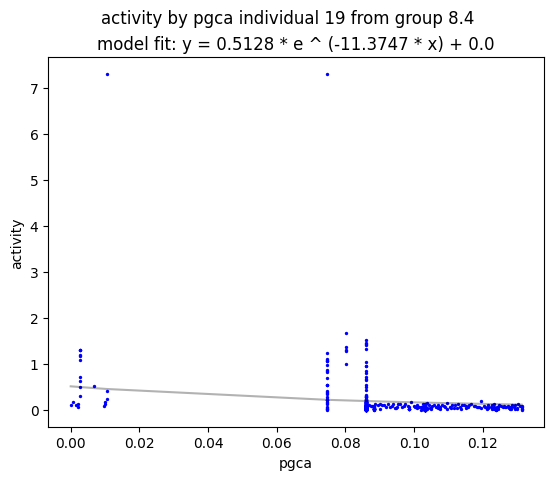 activity by pgca individual 19 from group 8.4
model fit: y = 0.5128 * e ^ (-11.3747 * x) + 0.0
7
6
5
4
3
2
1
0
activity
0.00 0.02 0.04 0.06 0.08 0.10 0.12
pgca